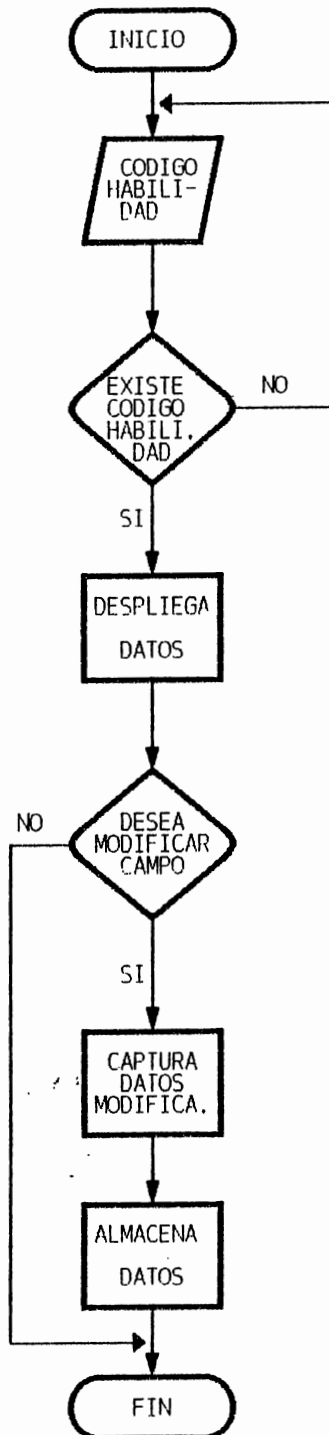 INICIO
CODIGO
HABILI-
DAD
EXISTE
CODIGO
HABILI.
DAD
NO
SI
DESPLIEGA
DATOS
NO
DESEA
MODIFICAR
CAMPO
SI
CAPTURA
DATOS
MODIFICA.
ALMACENA
DATOS
FIN